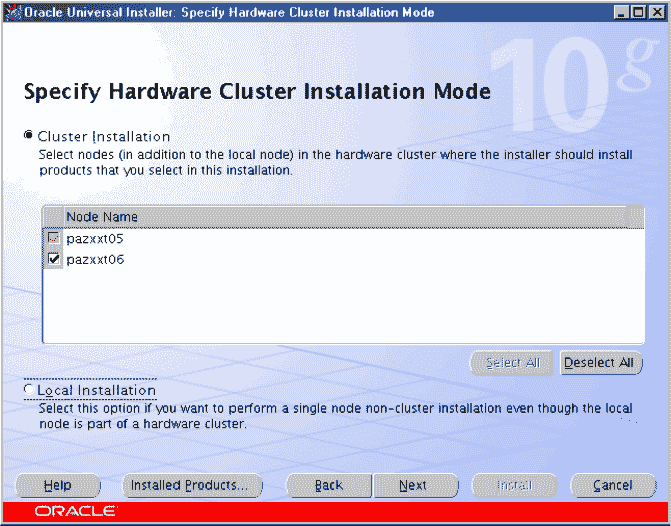 Oracle Universal Installer: Specify Hardware Cluster Installation Mode
10g
Specify Hardware Cluster Installation Mode
Cluster Installation
Select nodes (in addition to the local node) in the hardware cluster where the installer should install
products that you select in this installation.
Node Name
pazxxt05
pazxxt06
Select All
Deselect All
Local Installation
Select this option if you want to perform a single node non-cluster installation even though the local
node is part of a hardware cluster.
Help
Installed Products...
Back
Next
Install
Cancel
ORACLE